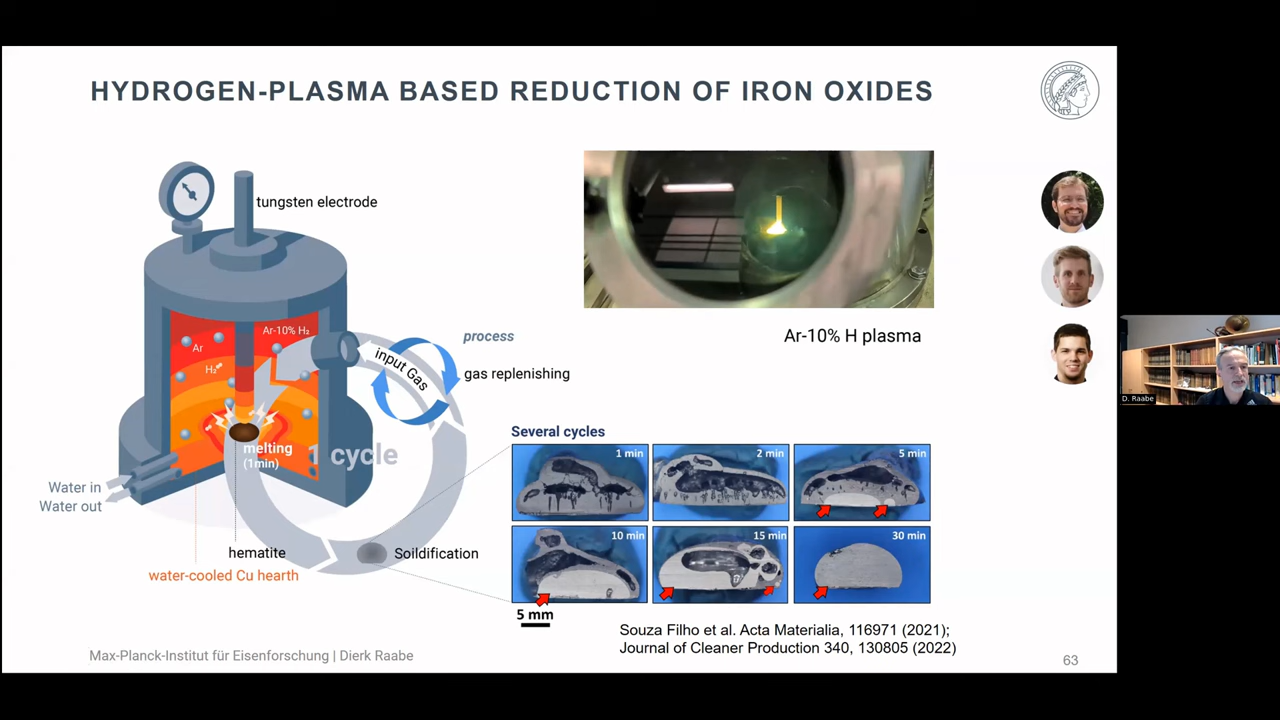 HYDROGEN-PLASMA BASED REDUCTION OF IRON OXIDES
tungsten electrode
Ar
Ar-10% H₂
H₂
process
input Gas
gas replenishing
Ar-10% H plasma
melting
(1min)
1 cycle
Water in
Water out
hematite
Soildification
water-cooled Cu hearth
Several cycles
1 min
2 min
5 min
10 min
15 min
30 min
5 mm
Souza Filho et al. Acta Materialia, 116971 (2021);
Journal of Cleaner Production 340, 130805 (2022)
Max-Planck-Institut für Eisenforschung | Dierk Raabe
63
D. Raabe